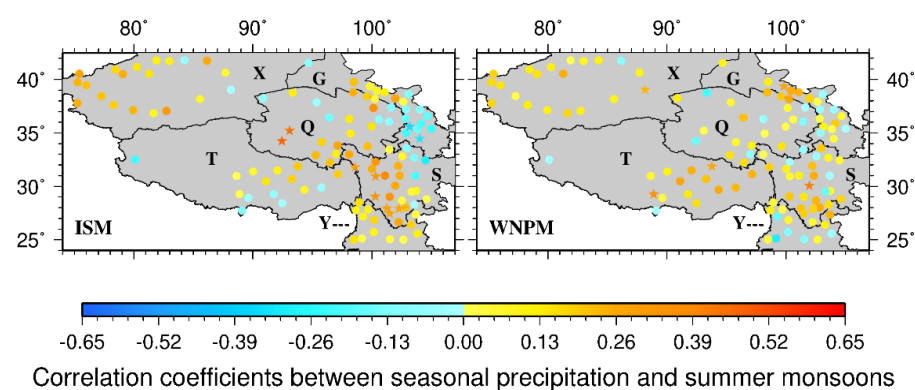 80° 90° 100° 80° 90° 100°
40° X G X G 40°
35° Q Q 35°
T T
30° S S 30°
ISM Y--- WNPM Y---
25° 25°
-0.65 -0.52 -0.39 -0.26 -0.13 0.00 0.13 0.26 0.39 0.52 0.65
Correlation coefficients between seasonal precipitation and summer monsoons